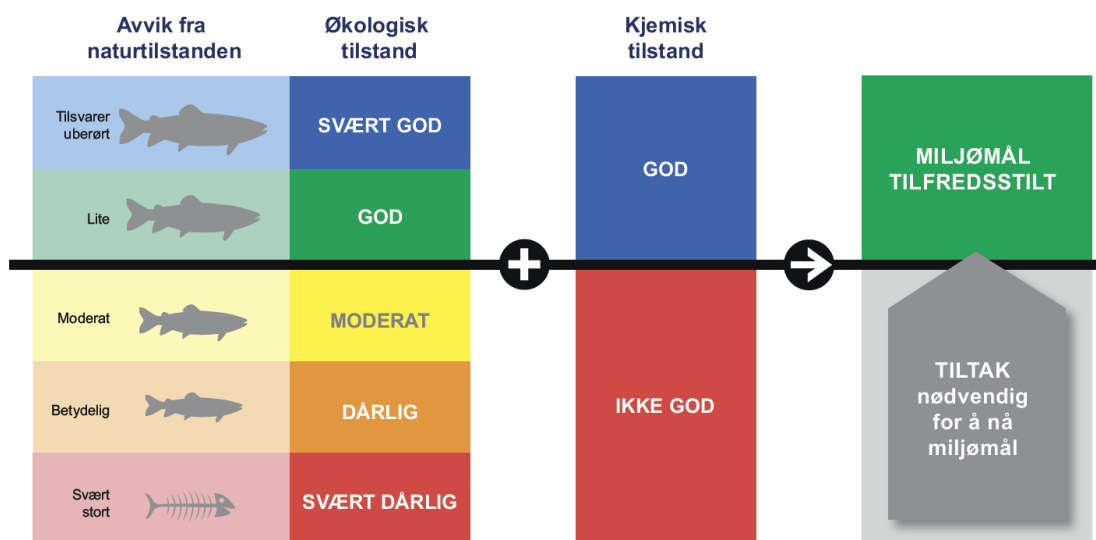 Avvik fra
naturtilstanden
Økologisk
tilstand
Kjemisk
tilstand
Tilsvarer
uberørt
SVÆRT GOD
Lite
GOD
Moderat
MODERAT
Betydelig
DÅRLIG
Svært
stort
SVÆRT DÅRLIG
GOD
IKKE GOD
MILJØMÅL
TILFREDSSTILT
TILTAK
nødvendig
for å nå
miljømål